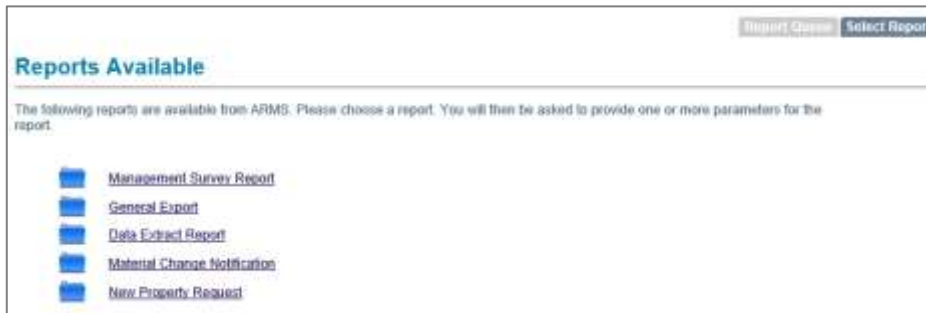 Report Queue Select Repor
Reports Available
The following reports are available from ARMS. Please choose a report. You will then be asked to provide one or more parameters for the
report.
Management Survey Report
General Export
Data Extract Report
Material Change Notification
New Property Request